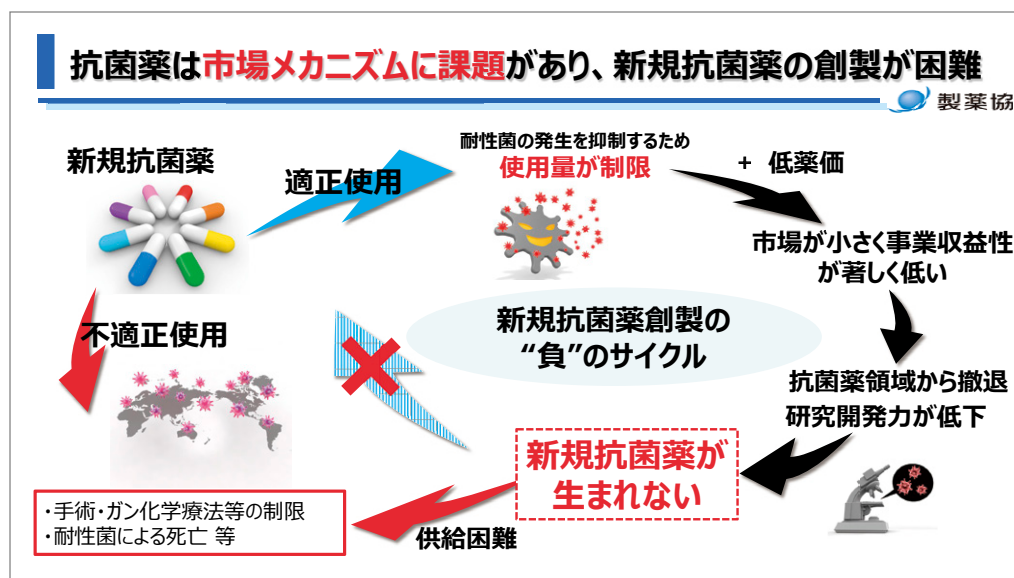 抗菌薬は市場メカニズムに課題があり、新規抗菌薬の創製が困難
製薬協
新規抗菌薬
適正使用
耐性菌の発生を抑制するため
使用量が制限
+ 低薬価
市場が小さく事業収益性
が著しく低い
不適正使用
新規抗菌薬創製の
“負”のサイクル
抗菌薬領域から撤退
研究開発力が低下
新規抗菌薬が
生まれない
・手術・ガン化学療法等の制限
・耐性菌による死亡 等
供給困難